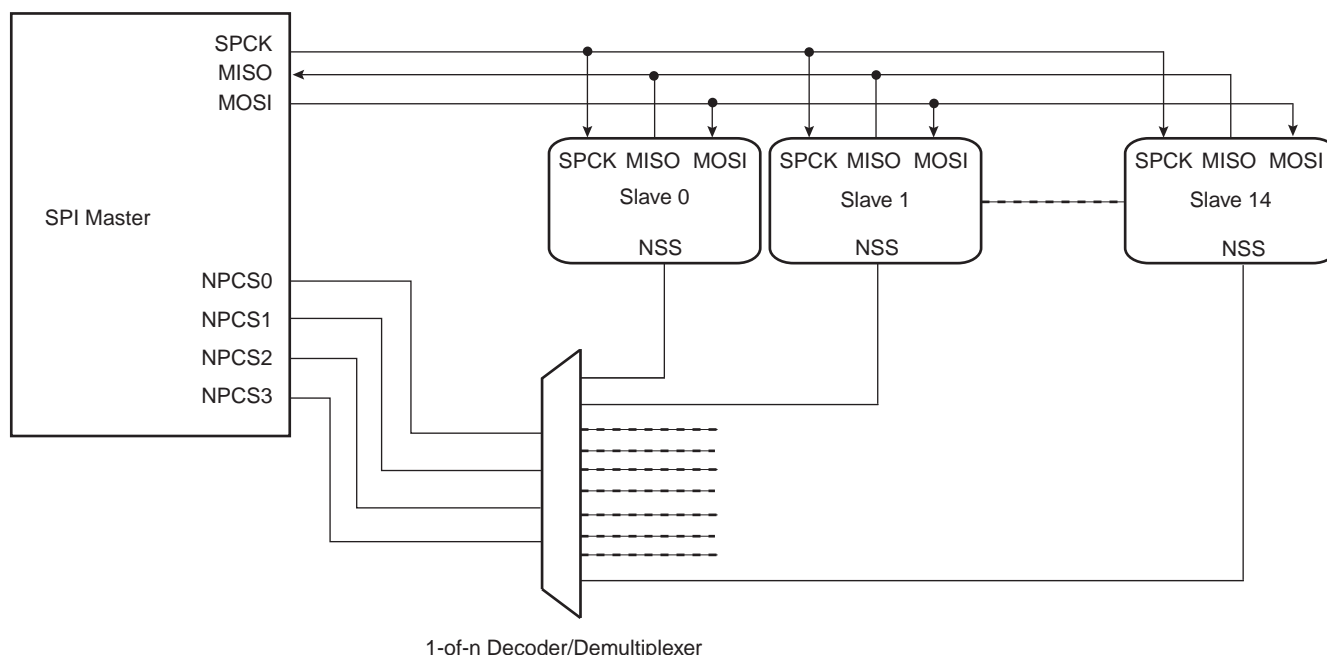 SPCK
MISO
MOSI
SPI Master
NPCS0
NPCS1
NPCS2
NPCS3
SPCK MISO MOSI
Slave 0
NSS
SPCK MISO MOSI
Slave 1
NSS
SPCK MISO MOSI
Slave 14
NSS
1-of-n Decoder/Demultiplexer